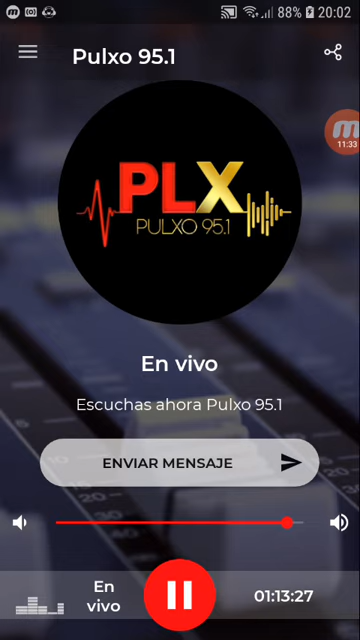 88% 20:02
Pulxo 95.1
11:33
PLX
PULXO 95.1
En vivo
Escuchas ahora Pulxo 95.1
ENVIAR MENSAJE
En
vivo
01:13:27